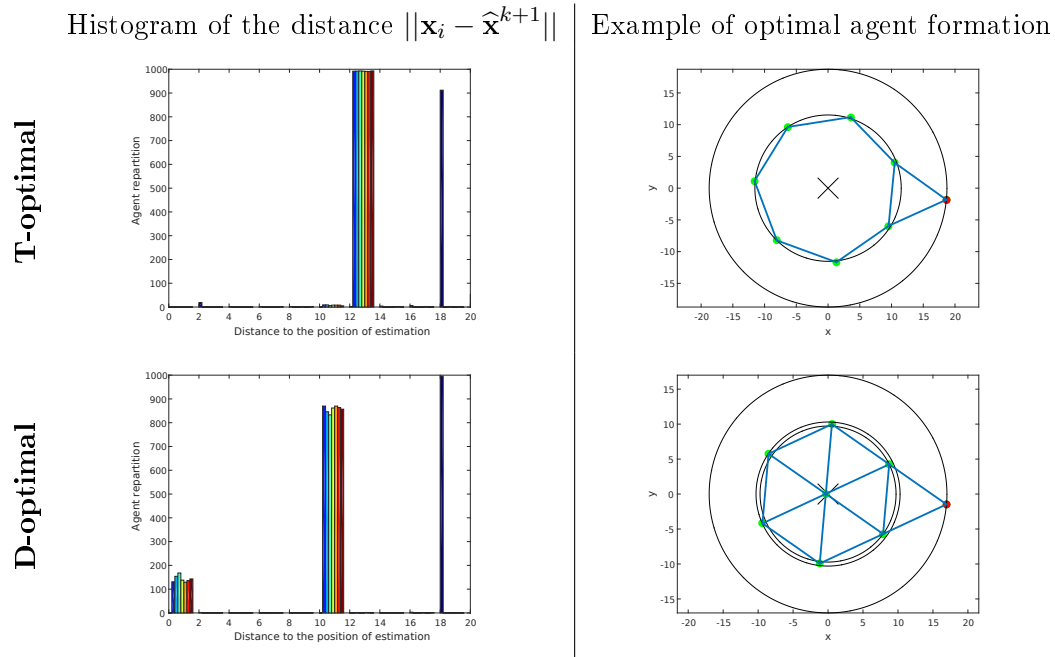 Histogram of the distance ||𝐱ᵢ − 𝐱̂ᵏ⁺¹||
Example of optimal agent formation
T-optimal
1000
900
800
700
600
500
400
300
200
100
0
Agent repartition
0 2 4 6 8 10 12 14 16 18 20
Distance to the position of estimation
15
10
5
0
-5
-10
-15
y
-20 -15 -10 -5 0 5 10 15 20
x
D-optimal
1000
900
800
700
600
500
400
300
200
100
0
Agent repartition
0 2 4 6 8 10 12 14 16 18 20
Distance to the position of estimation
15
10
5
0
-5
-10
-15
y
-20 -15 -10 -5 0 5 10 15 20
x